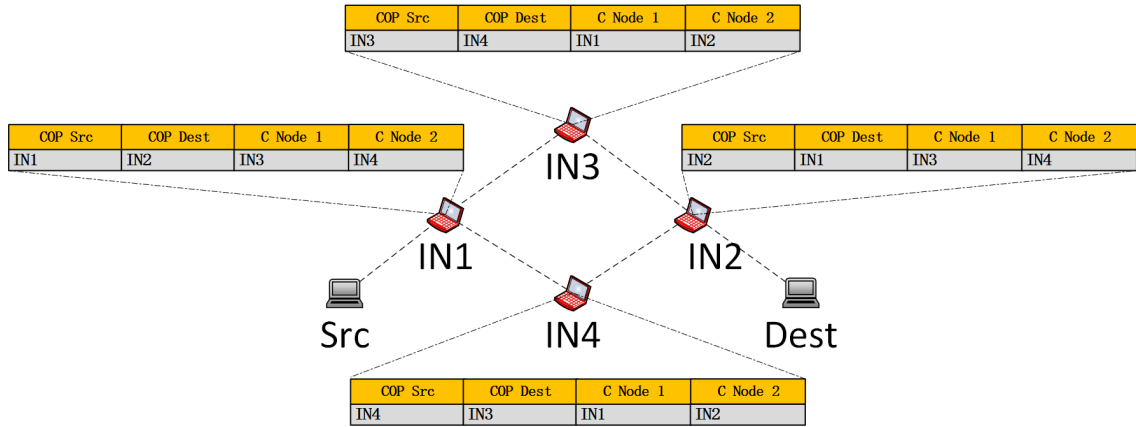 COP Src COP Dest C Node 1 C Node 2
IN3 IN4 IN1 IN2
COP Src COP Dest C Node 1 C Node 2
IN1 IN2 IN3 IN4
COP Src COP Dest C Node 1 C Node 2
IN2 IN1 IN3 IN4
IN3
IN1
IN2
Src
IN4
Dest
COP Src COP Dest C Node 1 C Node 2
IN4 IN3 IN1 IN2